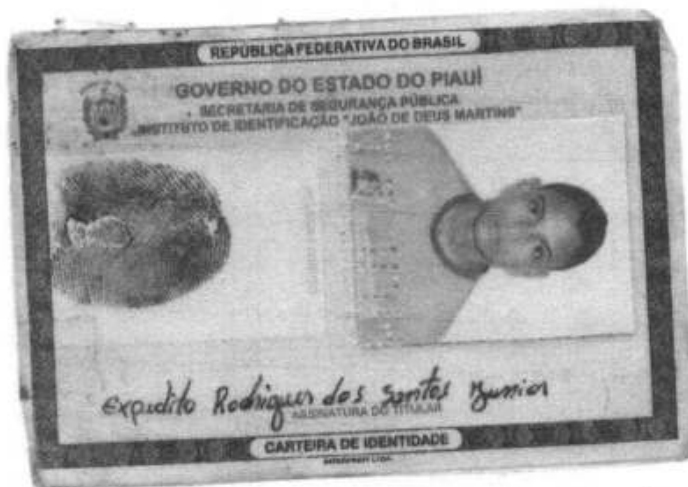 REPÚBLICA FEDERATIVA DO BRASIL
GOVERNO DO ESTADO DO PIAUÍ
SECRETARIA DE SEGURANÇA PÚBLICA
INSTITUTO DE IDENTIFICAÇÃO "JOÃO DE DEUS MARTINS"
Expedito Rodrigues dos Santos Junior
ASSINATURA DO TITULAR
CARTEIRA DE IDENTIDADE